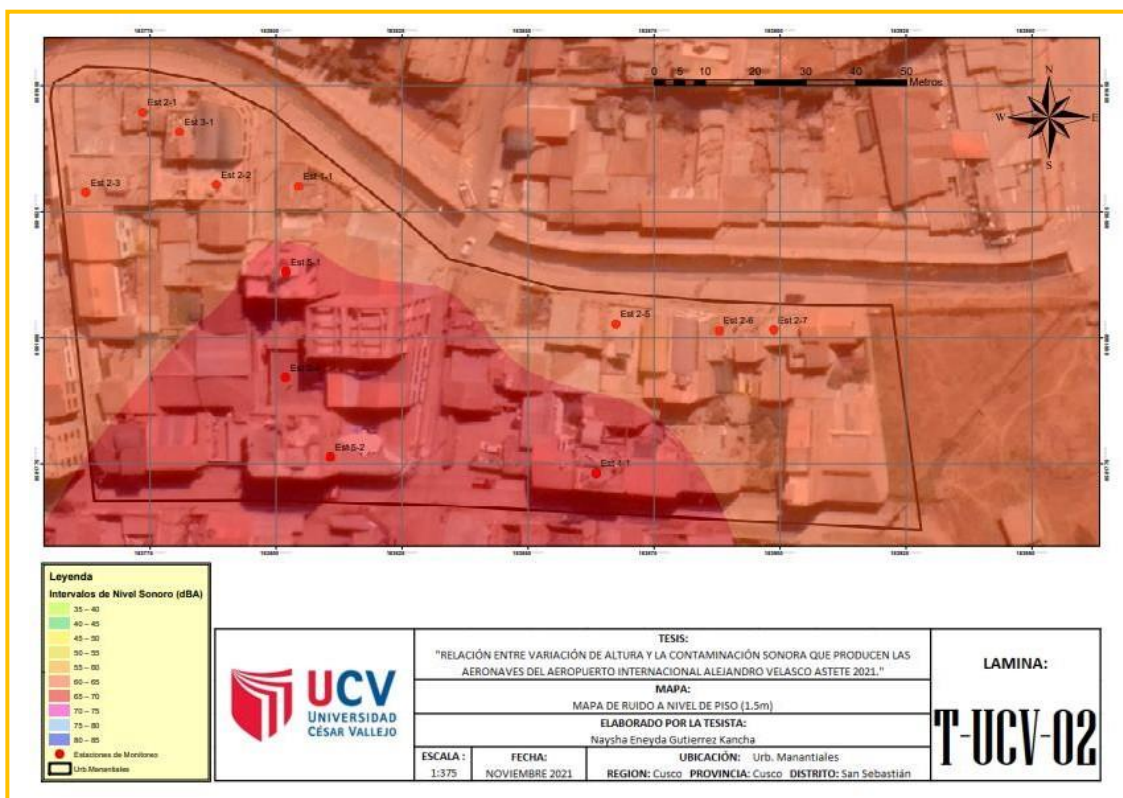 0 5 10 20 30 40 50
Metros
N
W E
S
Est 2-1
Est 3-1
Est 2-3
Est 2-2
Est 1-1
Est 5-1
Est 2-5
Est 2-6
Est 2-7
Est 5-2
Est 4-1
Leyenda
Intervalos de Nivel Sonoro (dBA)
35 – 40
40 – 45
45 – 50
50 – 55
55 – 60
60 – 65
65 – 70
70 – 75
75 – 80
80 – 85
Estaciones de Monitoreo
Urb.Manantiales
UCV
UNIVERSIDAD
CÉSAR VALLEJO
TESIS:
"RELACIÓN ENTRE VARIACIÓN DE ALTURA Y LA CONTAMINACIÓN SONORA QUE PRODUCEN LAS
AERONAVES DEL AEROPUERTO INTERNACIONAL ALEJANDRO VELASCO ASTETE 2021."
MAPA:
MAPA DE RUIDO A NIVEL DE PISO (1.5m)
ELABORADO POR LA TESISTA:
Naysha Eneyda Gutierrez Kancha
ESCALA :
1:375
FECHA:
NOVIEMBRE 2021
UBICACIÓN: Urb. Manantiales
REGION: Cusco PROVINCIA: Cusco DISTRITO: San Sebastián
LAMINA:
T-UCV-02